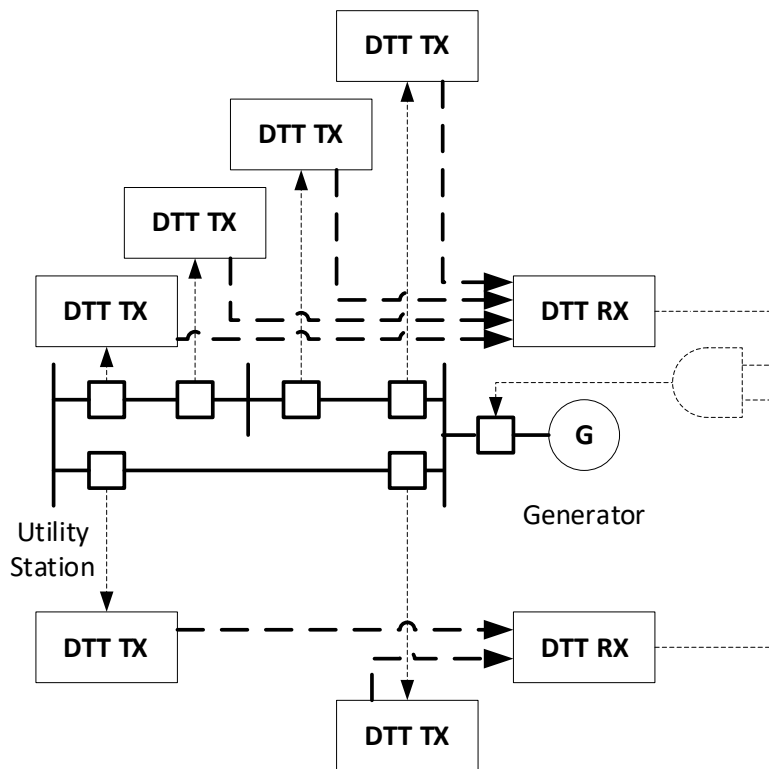 DTT TX
DTT TX
DTT TX
DTT TX
DTT RX
G
Utility
Station
Generator
DTT TX
DTT RX
DTT TX